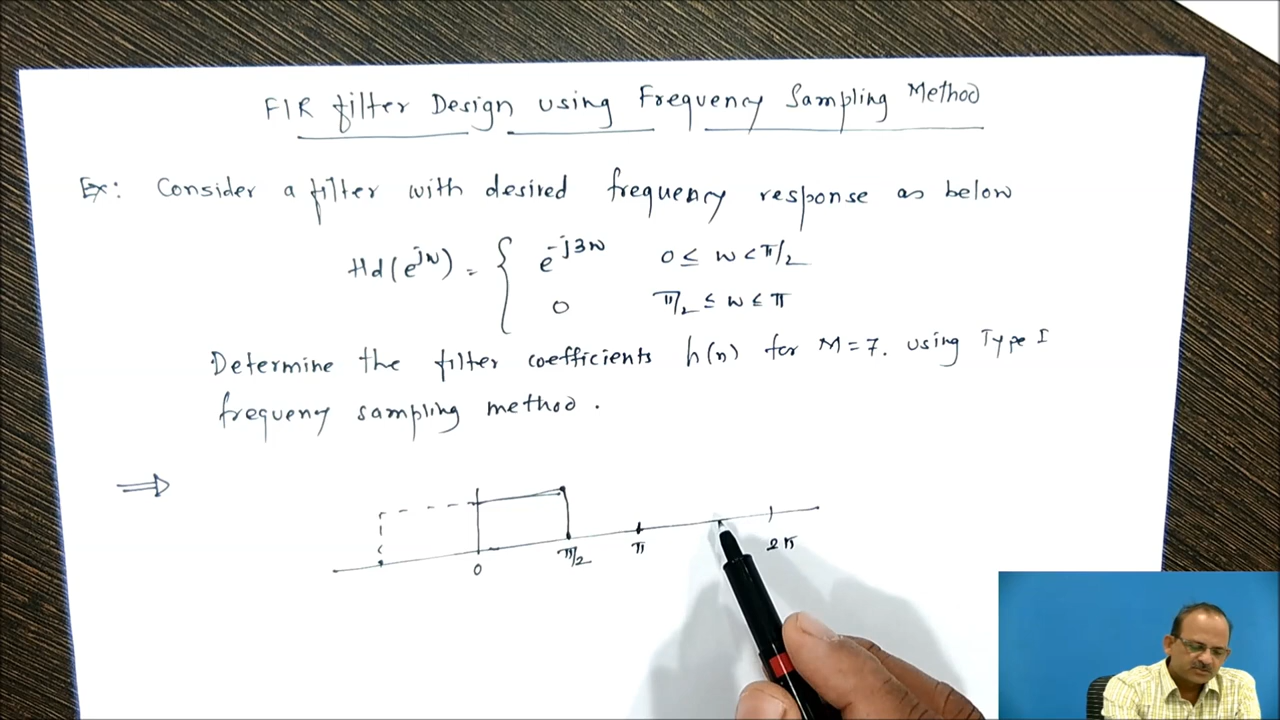 FIR filter Design using Frequency Sampling Method
Ex: Consider a filter with desired frequency response as below
Hd(e^jw) = { e^-j3w 0 ≤ w < π/2
0 π/2 ≤ w ≤ π
Determine the filter coefficients h(n) for M=7. using Type I
frequeny sampling method.
⇒
0 π/2 π 2π